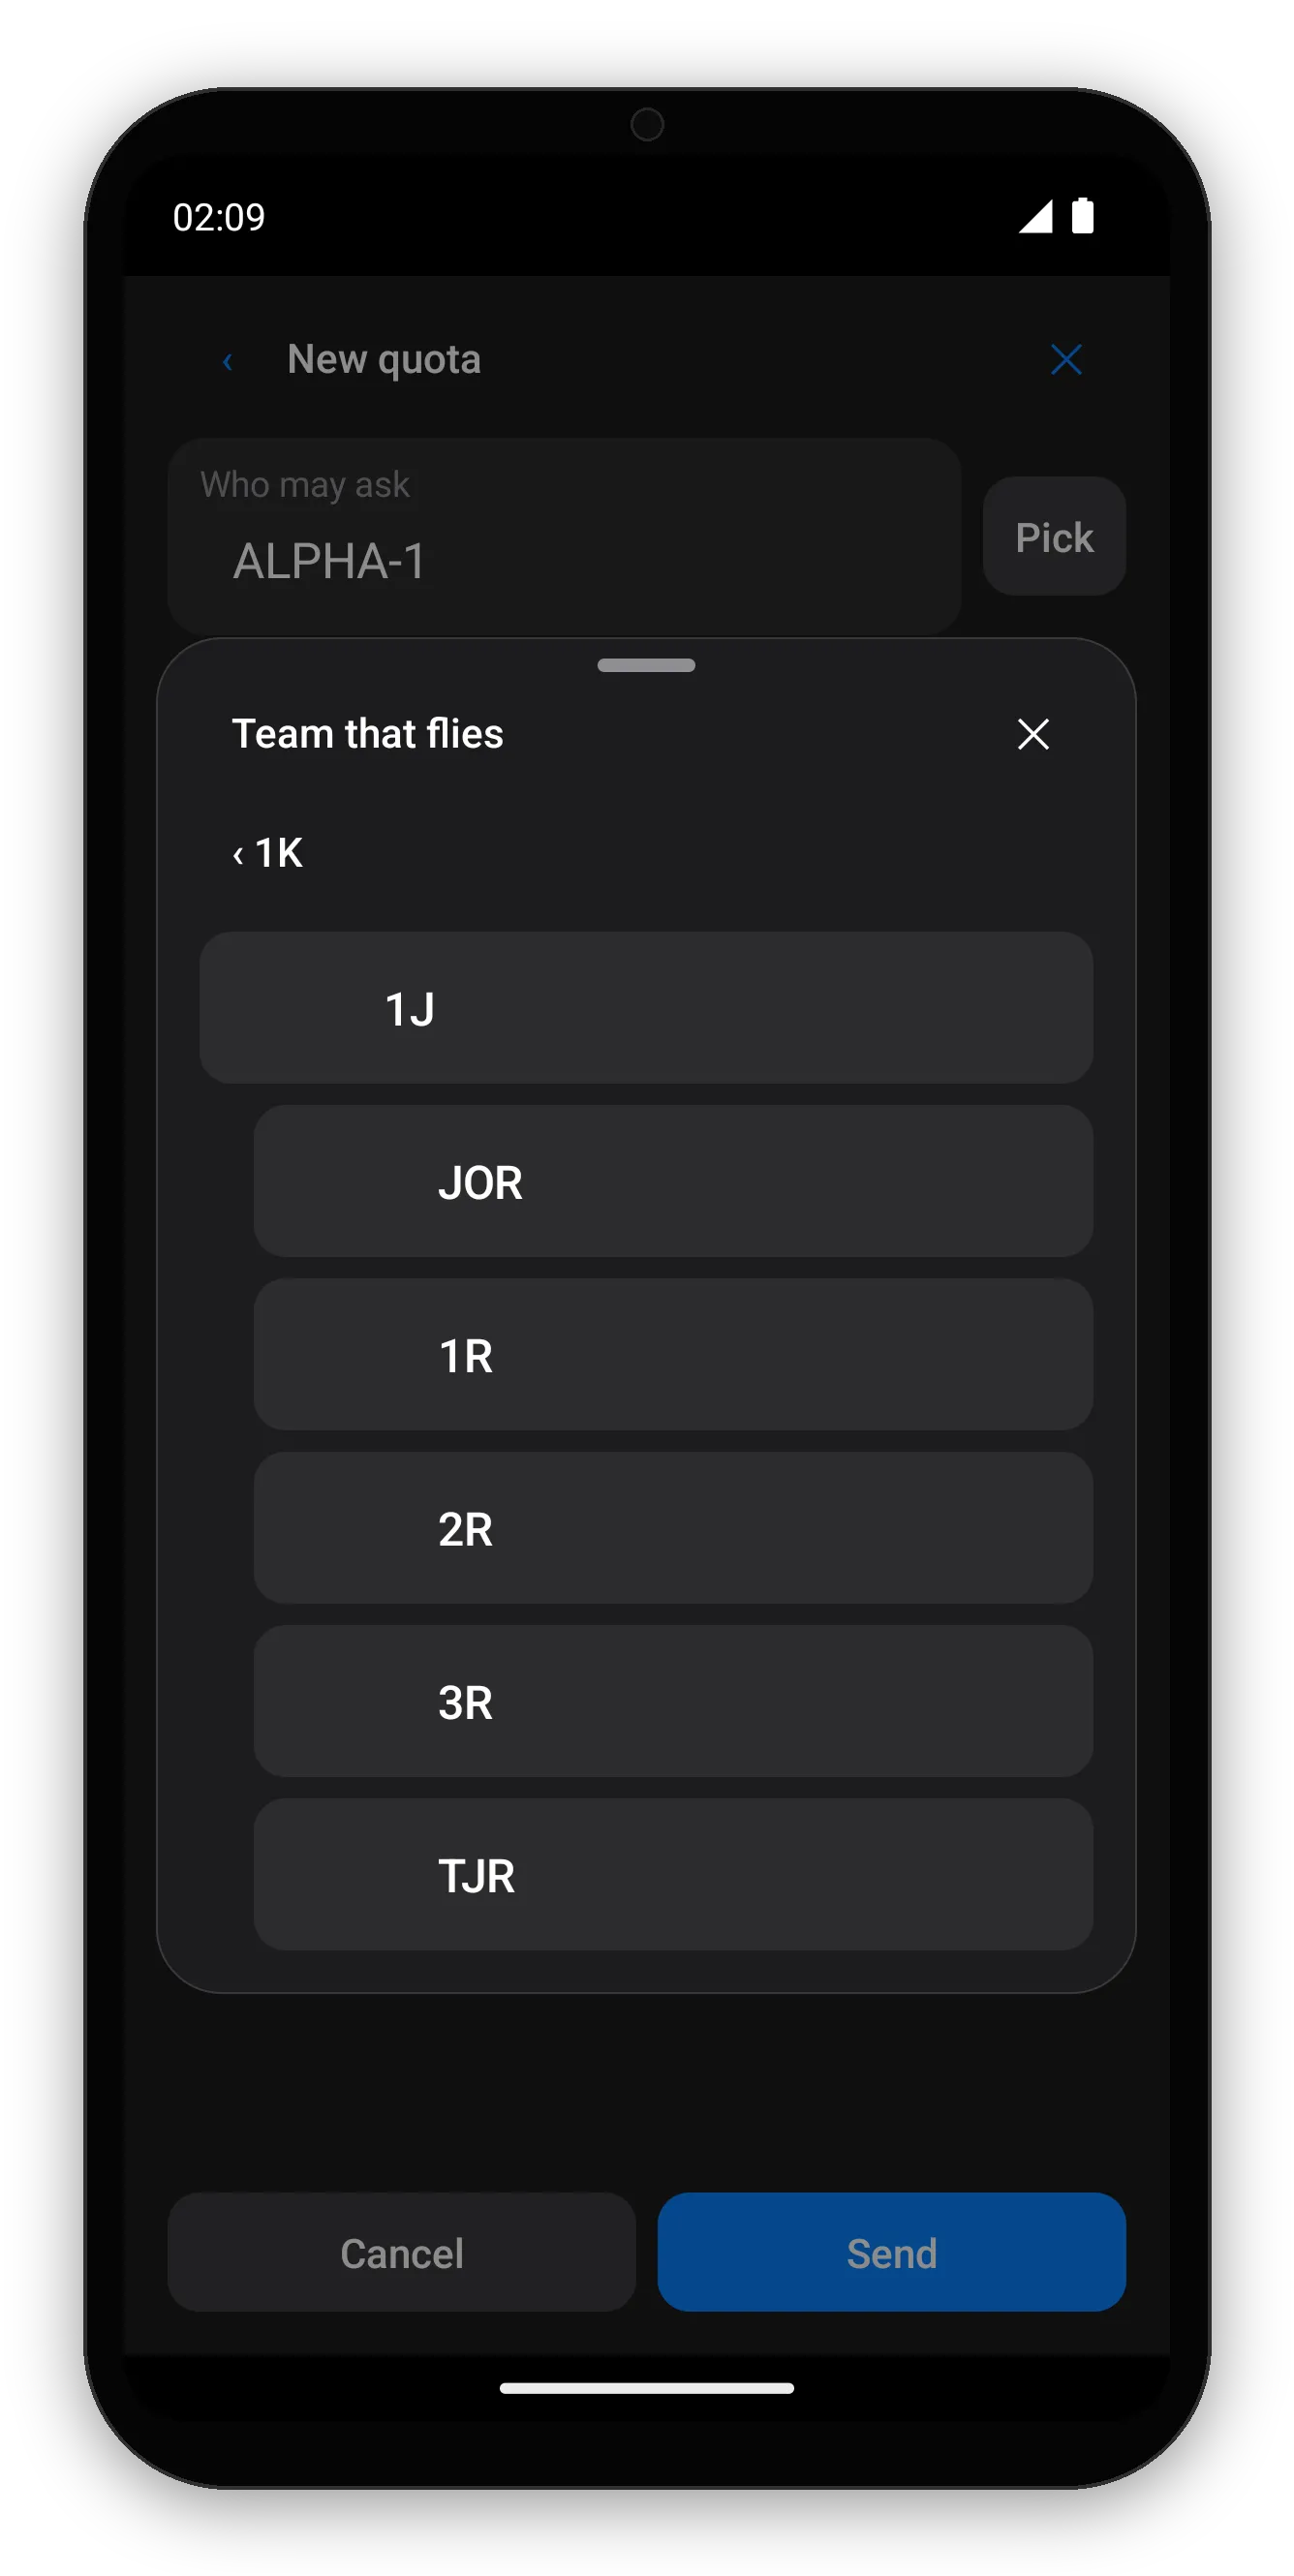 02:09
‹ New quota
Who may ask
ALPHA-1
Pick
Team that flies
‹ 1K
1J
JOR
1R
2R
3R
TJR
Cancel
Send